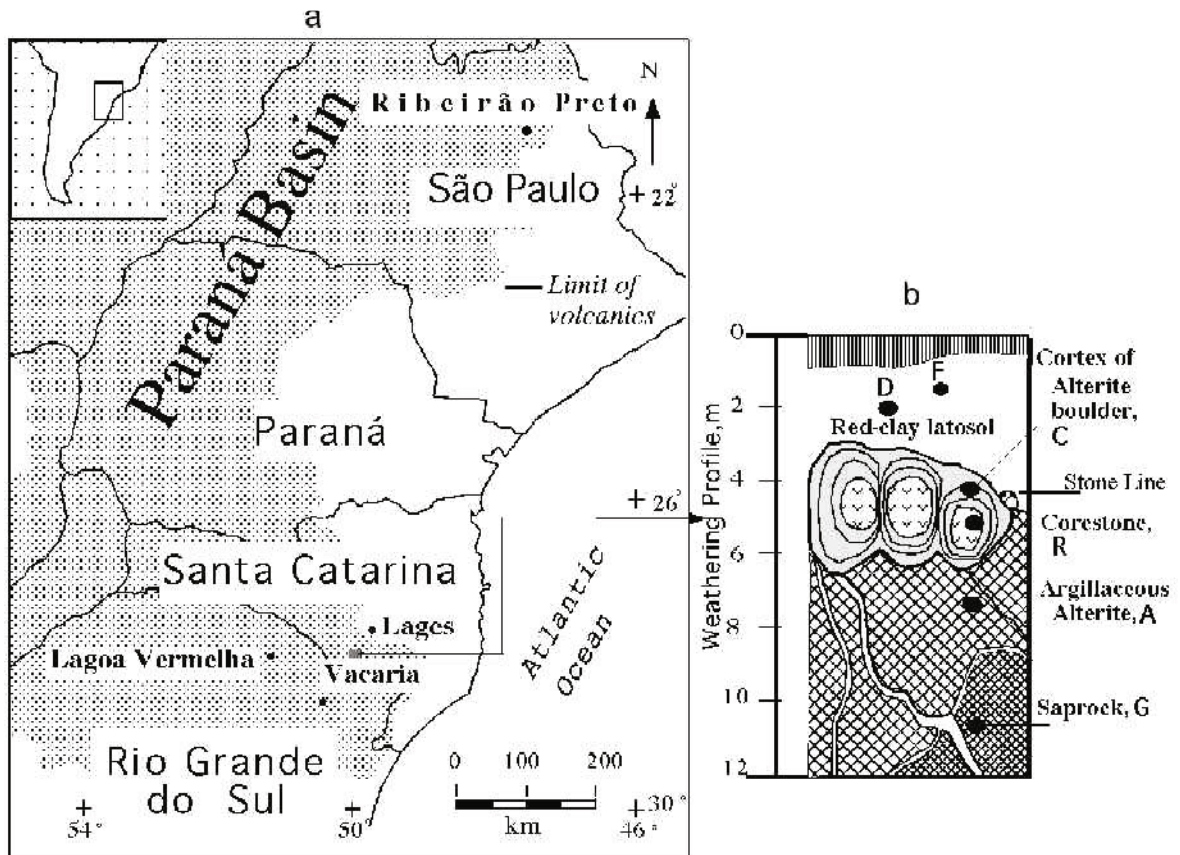 a
N
Ribeirão Preto
São Paulo
+ 22°
Paraná Basin
Limit of
volcanics
Paraná
+ 26°
Santa Catarina
Lages
Lagoa Vermelha
Vacaria
Atlantic
Ocean
Rio Grande
do Sul
0 100 200
km
+ + + 30°
54° 50° 46°
b
Weathering Profile,m
0
2
4
6
8
10
12
D
F
Red-clay latosol
Cortex of
Alterite
boulder,
C
Stone Line
Corestone,
R
Argillaceous
Alterite, A
Saprock, G